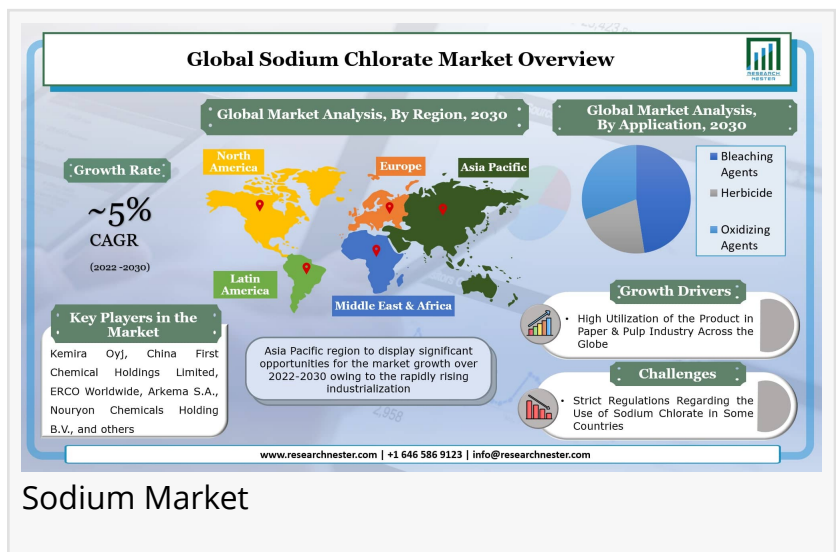 Global Sodium Chlorate Market Overview
RESEARCH
NESTER
Global Market Analysis, By Region, 2030
Global Market Analysis,
By Application, 2030
Growth Rate
~5%
CAGR
(2022 -2030)
North
America
Europe
Asia Pacific
Latin
America
Middle East & Africa
Bleaching
Agents
Herbicide
Oxidizing
Agents
Key Players in the
Market
Kemira Oyj, China First
Chemical Holdings Limited,
ERCO Worldwide, Arkema S.A.,
Nouryon Chemicals Holding
B.V., and others
Asia Pacific region to display significant
opportunities for the market growth over
2022-2030 owing to the rapidly rising
industrialization
Growth Drivers
• High Utilization of the Product in
Paper & Pulp Industry Across the
Globe
Challenges
• Strict Regulations Regarding the
Use of Sodium Chlorate in Some
Countries
2,958
www.researchnester.com | +1 646 586 9123 | info@researchnester.com
Sodium Market